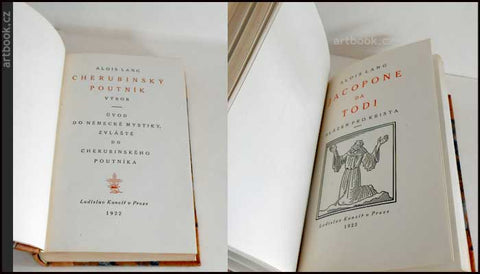 artbook.cz
ALOIS LANG
CHERUBINSKÝ
POUTNÍK
VÝBOR
ÚVOD
DO NĚMECKÉ MYSTIKY,
ZVLÁŠTĚ
DO
CHERUBINSKÉHO
POUTNÍKA
Ladislav Kuncíř v Praze
1922
artbook.cz
ALOIS LANG
JACOPONE
DA
TODI
BLÁZEN PRO KRISTA
Ladislav Kuncíř v Praze
1922